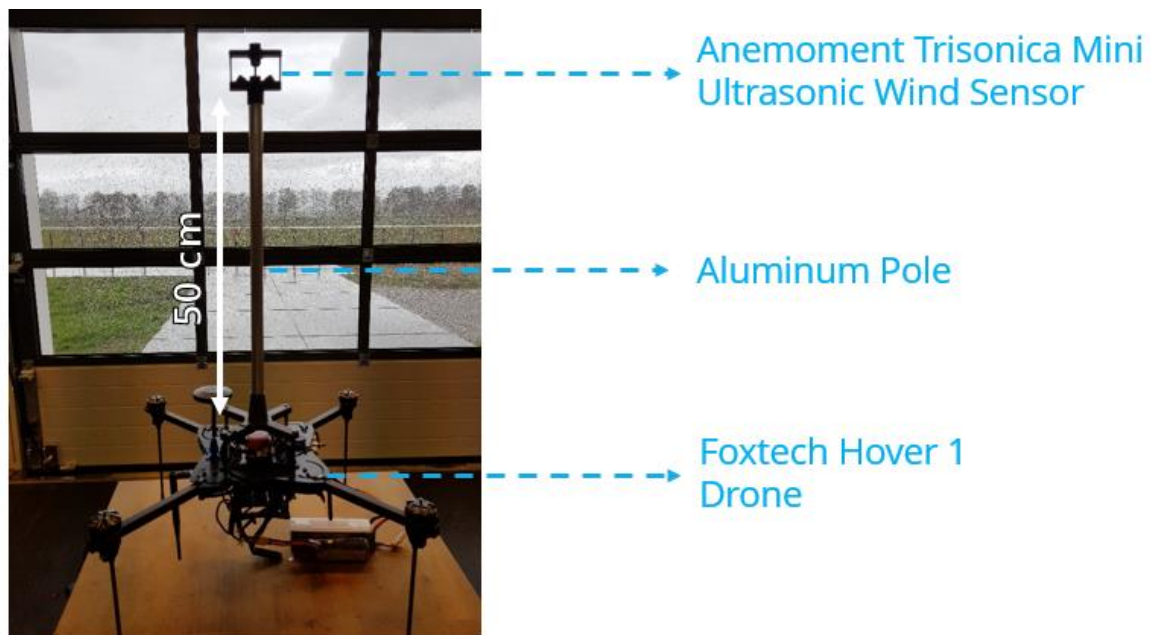 Anemoment Trisonica Mini
Ultrasonic Wind Sensor
50 cm
Aluminum Pole
Foxtech Hover 1
Drone